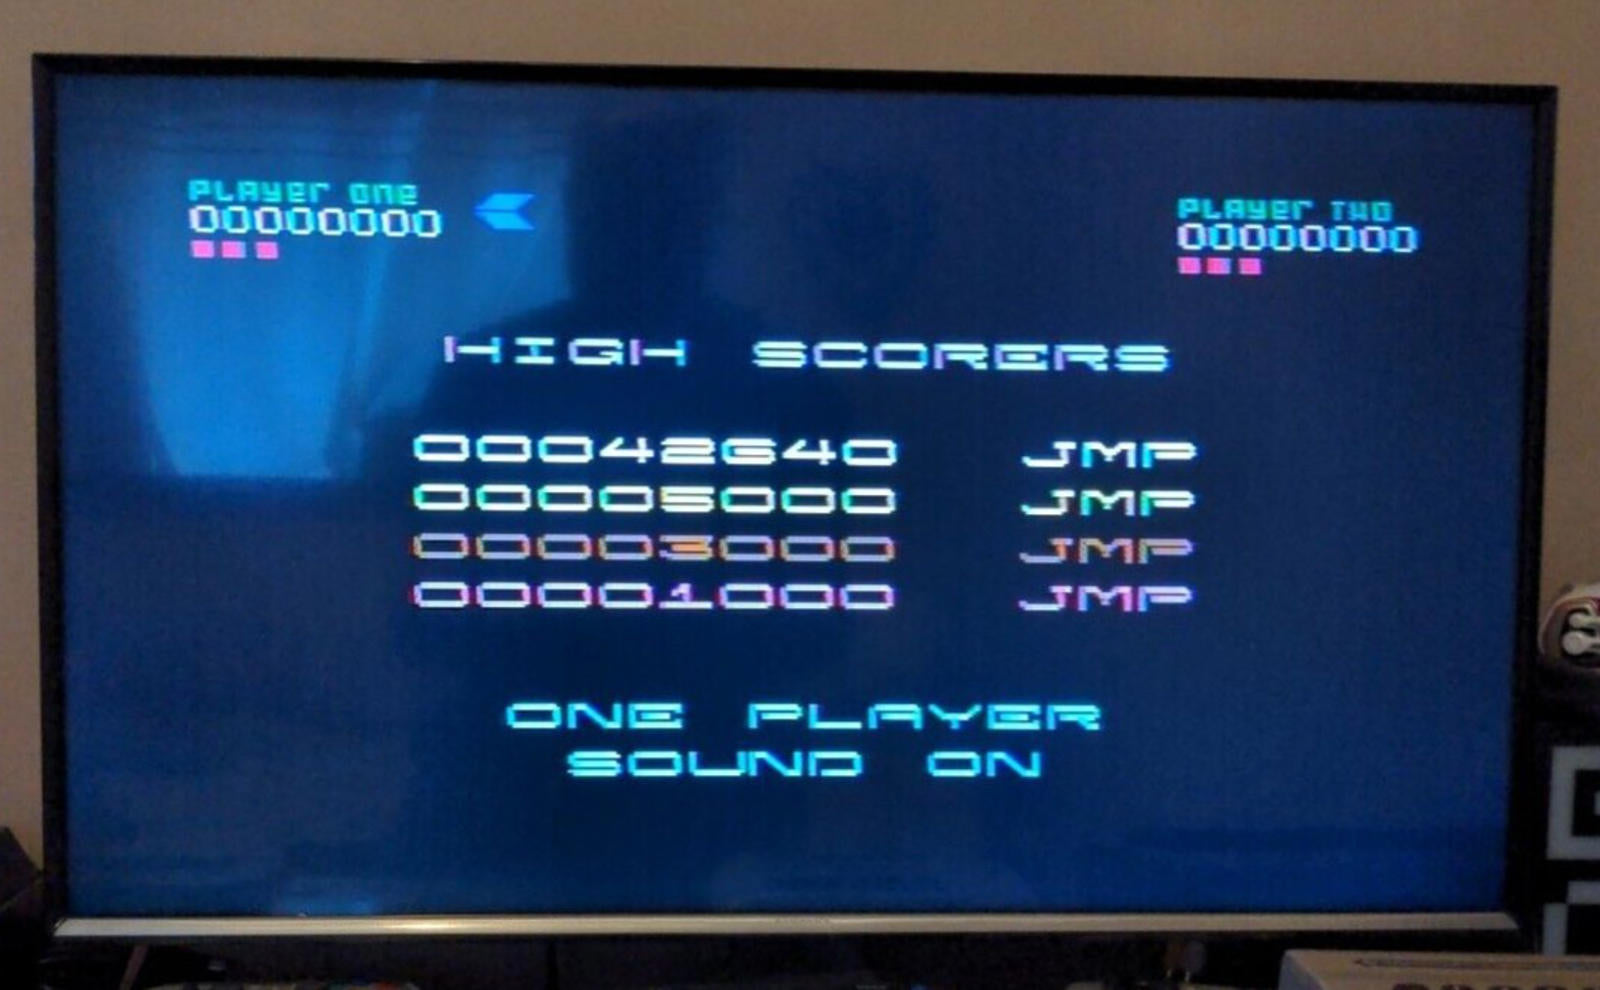 PLAYER ONE
00000000
PLAYER TWO
00000000
HIGH SCORERS
00042640 JMP
00005000 JMP
00003000 JMP
00001000 JMP
ONE PLAYER
SOUND ON